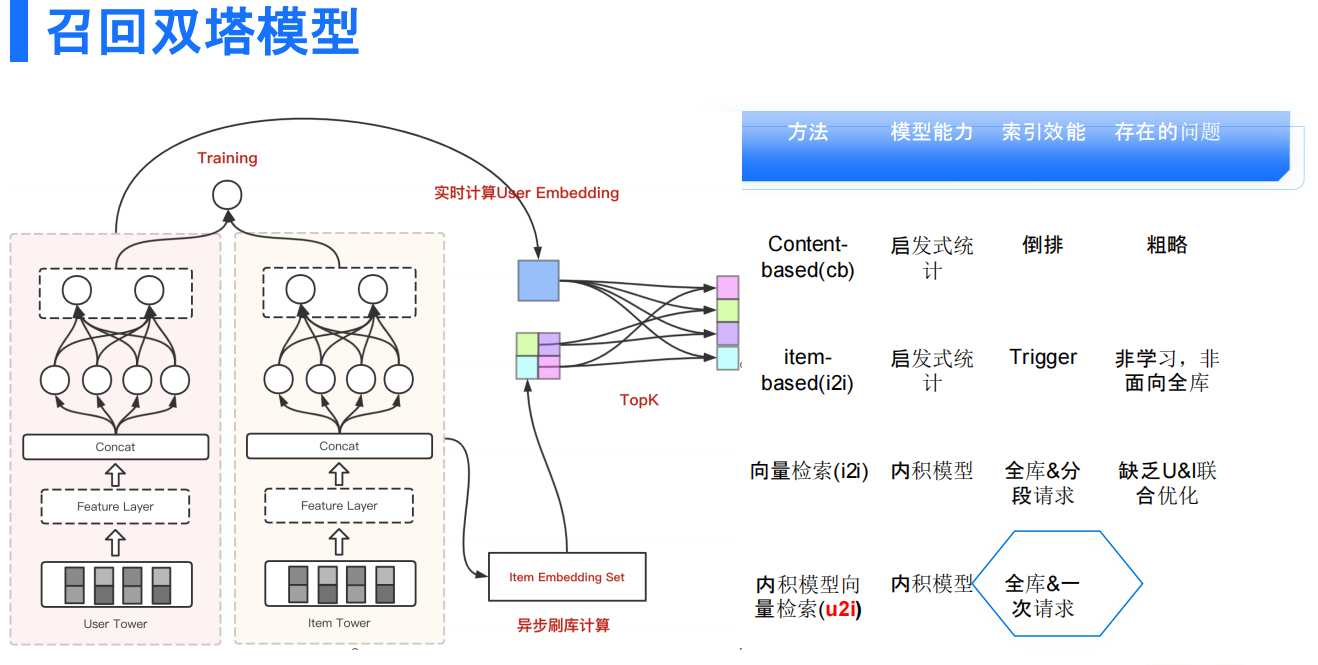 召回双塔模型
Training
实时计算User Embedding
TopK
Concat
Concat
Feature Layer
Feature Layer
User Tower
Item Tower
Item Embedding Set
异步刷库计算
方法 模型能力 索引效能 存在的问题
Content-
based(cb)
启发式统
计
倒排
粗略
item-
based(i2i)
启发式统
计
Trigger
非学习，非
面向全库
向量检索(i2i)
内积模型
全库&分
段请求
缺乏U&I联
合优化
内积模型向
量检索(u2i)
内积模型
全库&一
次请求